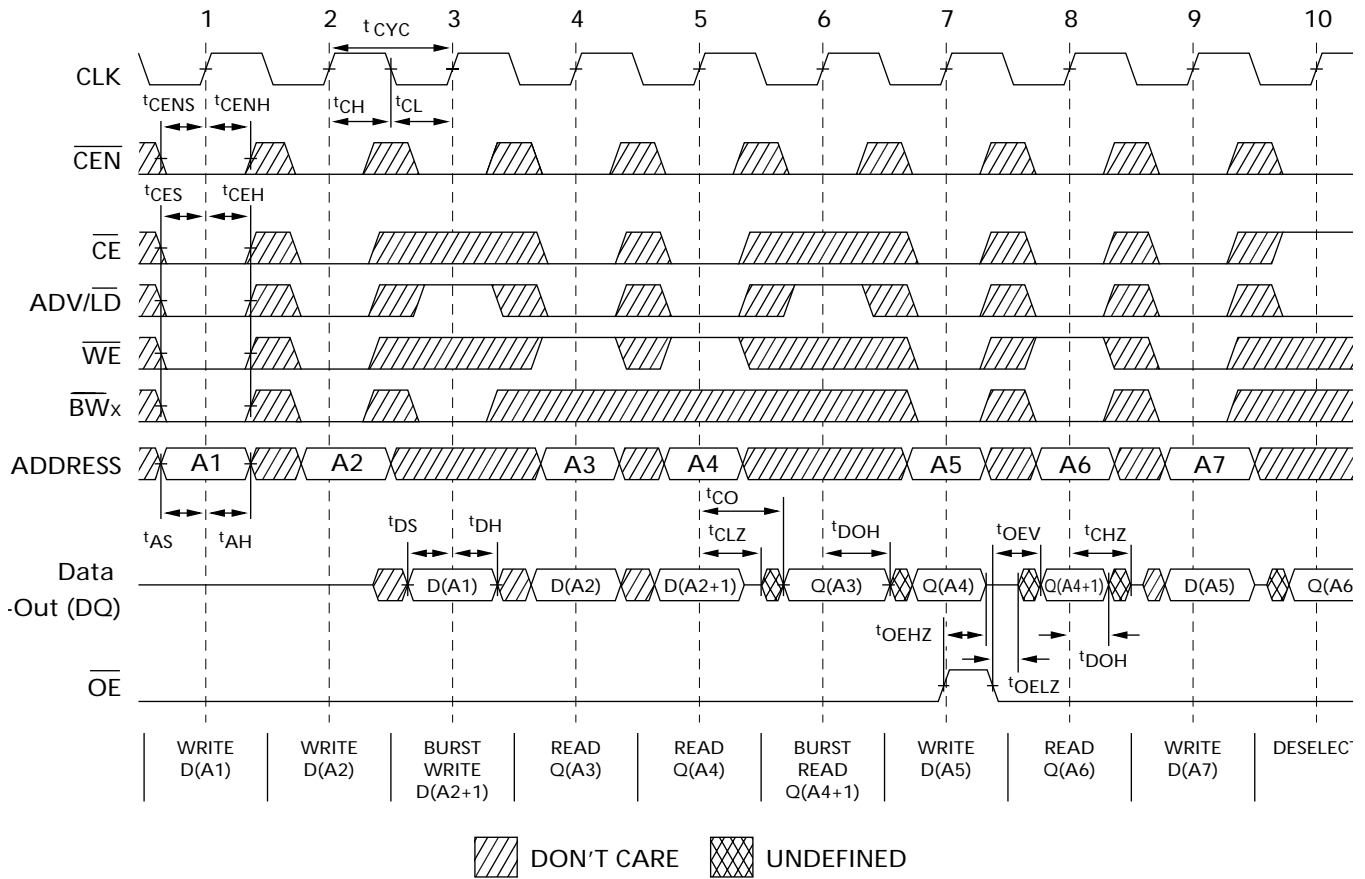 1 2 3 4 5 6 7 8 9 10
tCYC
CLK
tCENS tCENH tCH tCL
CEN
tCES tCEH
CE
ADV/LD
WE
BWx
ADDRESS A1 A2 A3 A4 A5 A6 A7
tCO
tAS tAH tDS tDH tCLZ tDOH tOEV tCHZ
Data
-Out (DQ)
D(A1) D(A2) D(A2+1) Q(A3) Q(A4) Q(A4+1) D(A5) Q(A6
tOEHZ tDOH
tOELZ
OE
WRITE D(A1)
WRITE D(A2)
BURST WRITE D(A2+1)
READ Q(A3)
READ Q(A4)
BURST READ Q(A4+1)
WRITE D(A5)
READ Q(A6)
WRITE D(A7)
DESELECT
DON'T CARE UNDEFINED